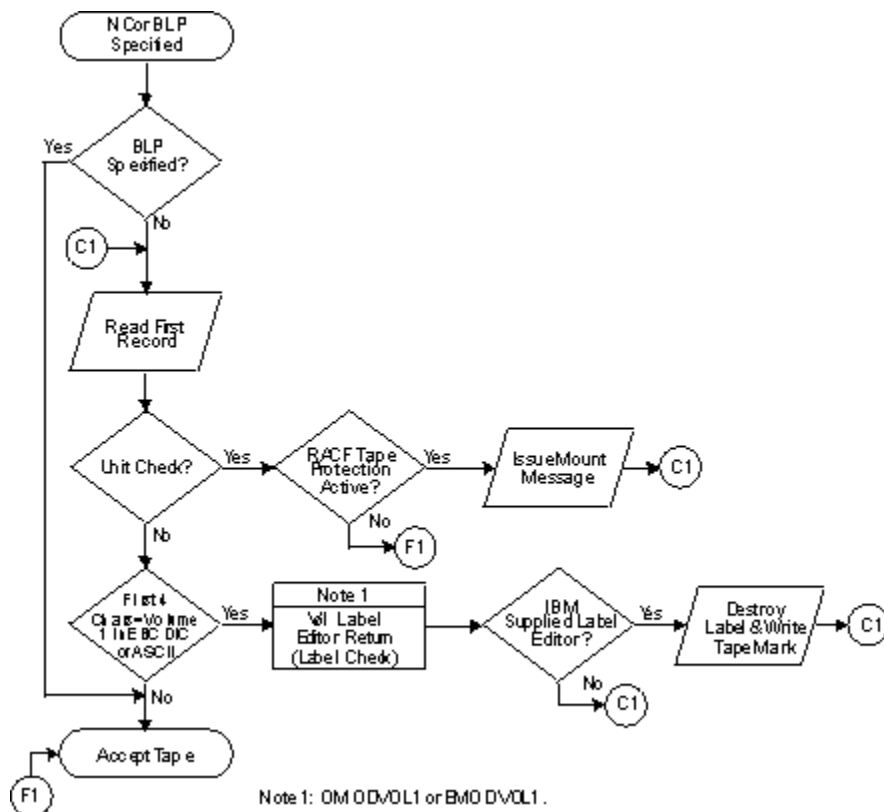 NC or BLP
Specified
Yes
BLP
Specified?
No
C1
Read First
Record
Unit Check?
Yes
RACF Tape
Protection
Active?
Yes
Issue Mount
Message
C1
No
No
F1
First 4
Chars=Volume
1 In EBCDIC
or ASCII
Yes
Note 1
Vol Label
Editor Return
(Label Check)
IBM
Supplied Label
Editor?
Yes
Destroy
Label & Write
Tape Mark
C1
No
C1
No
Accept Tape
F1
Note 1: OMODVOL1 or EMODVOL1.